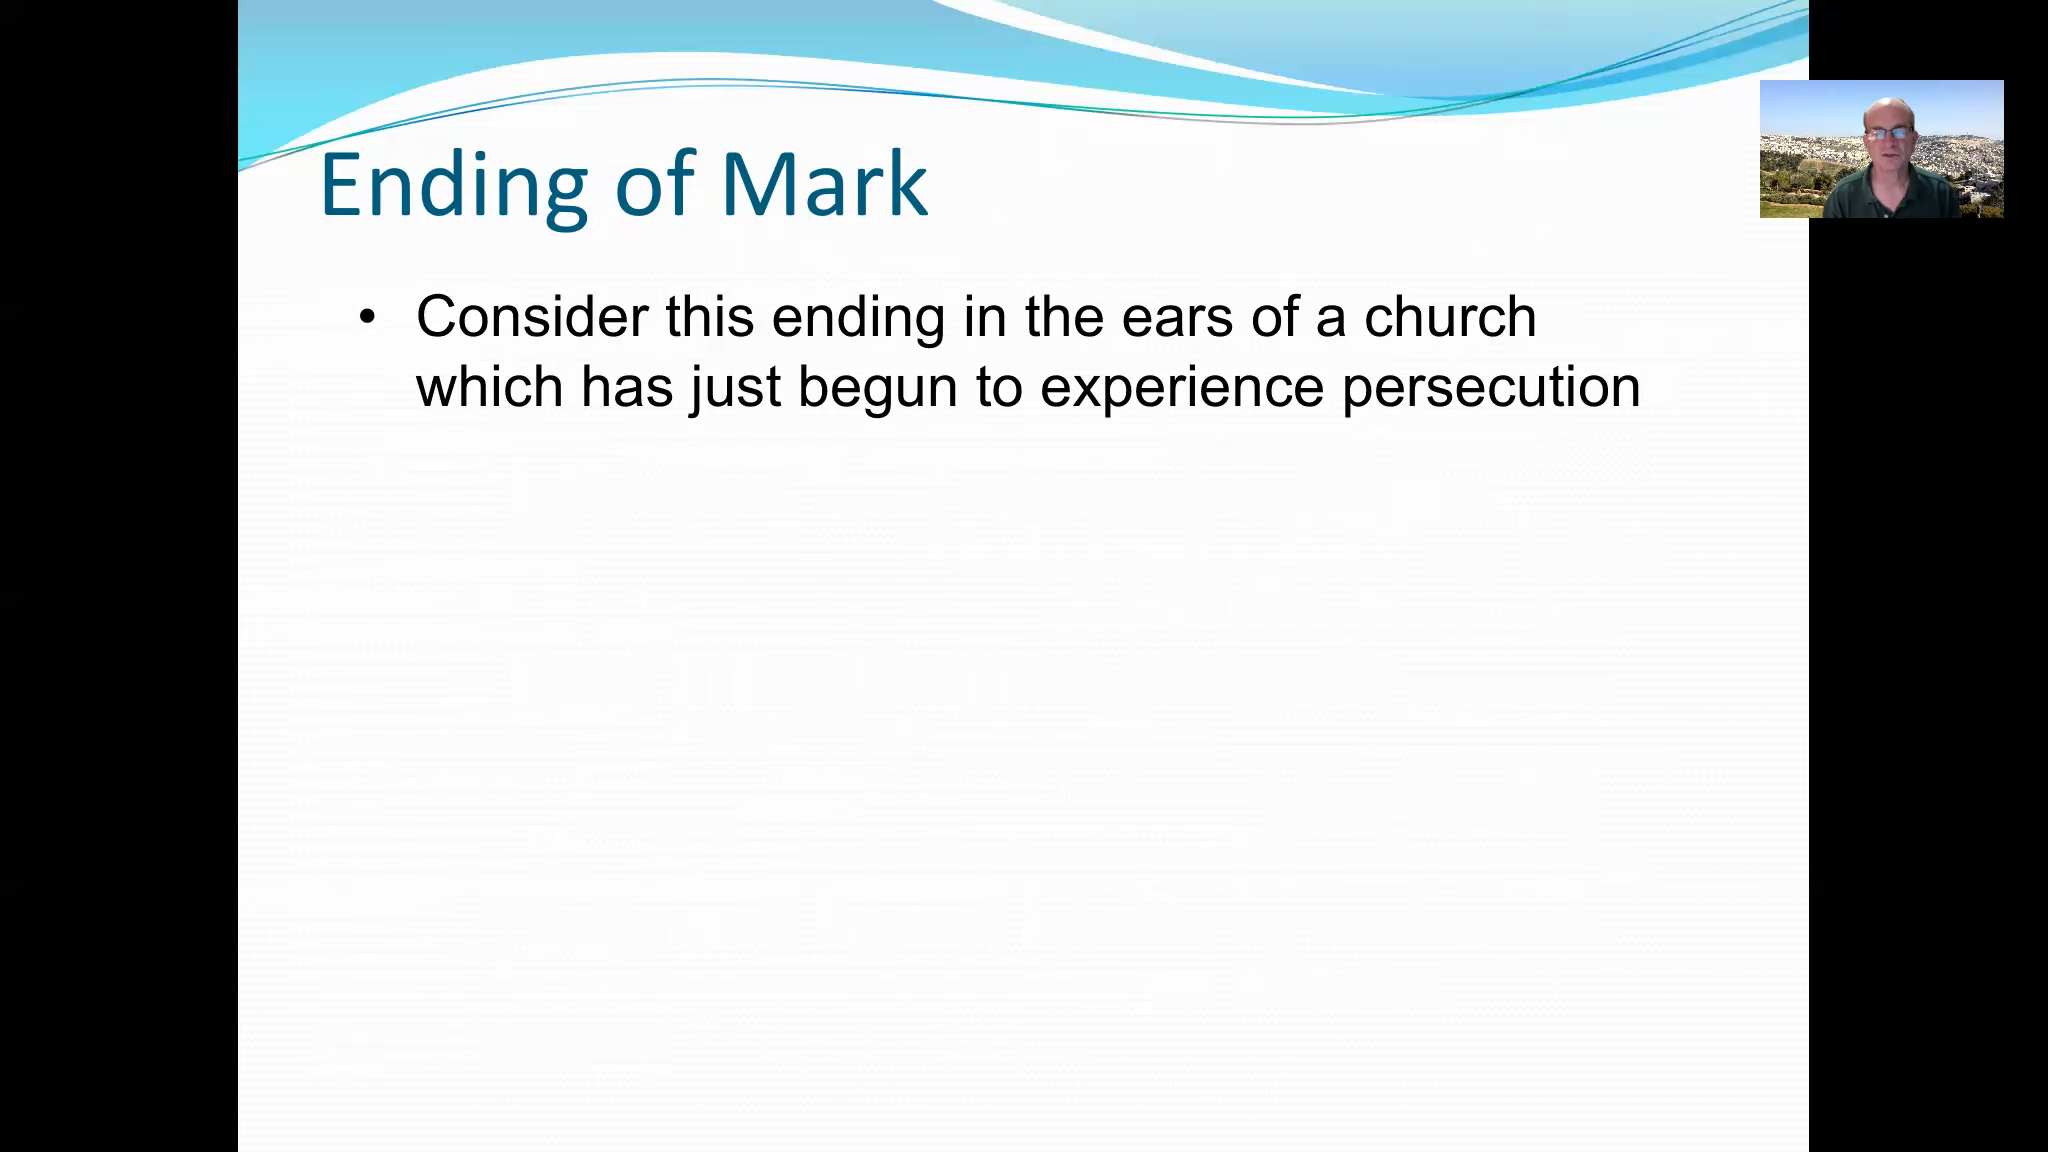 Ending of Mark
• Consider this ending in the ears of a church
which has just begun to experience persecution